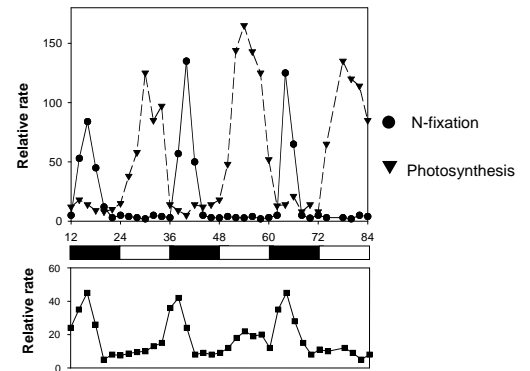 150
100
50
0
Relative rate
N-fixation
Photosynthesis
12 24 36 48 60 72 84
60
40
20
0
Relative rate